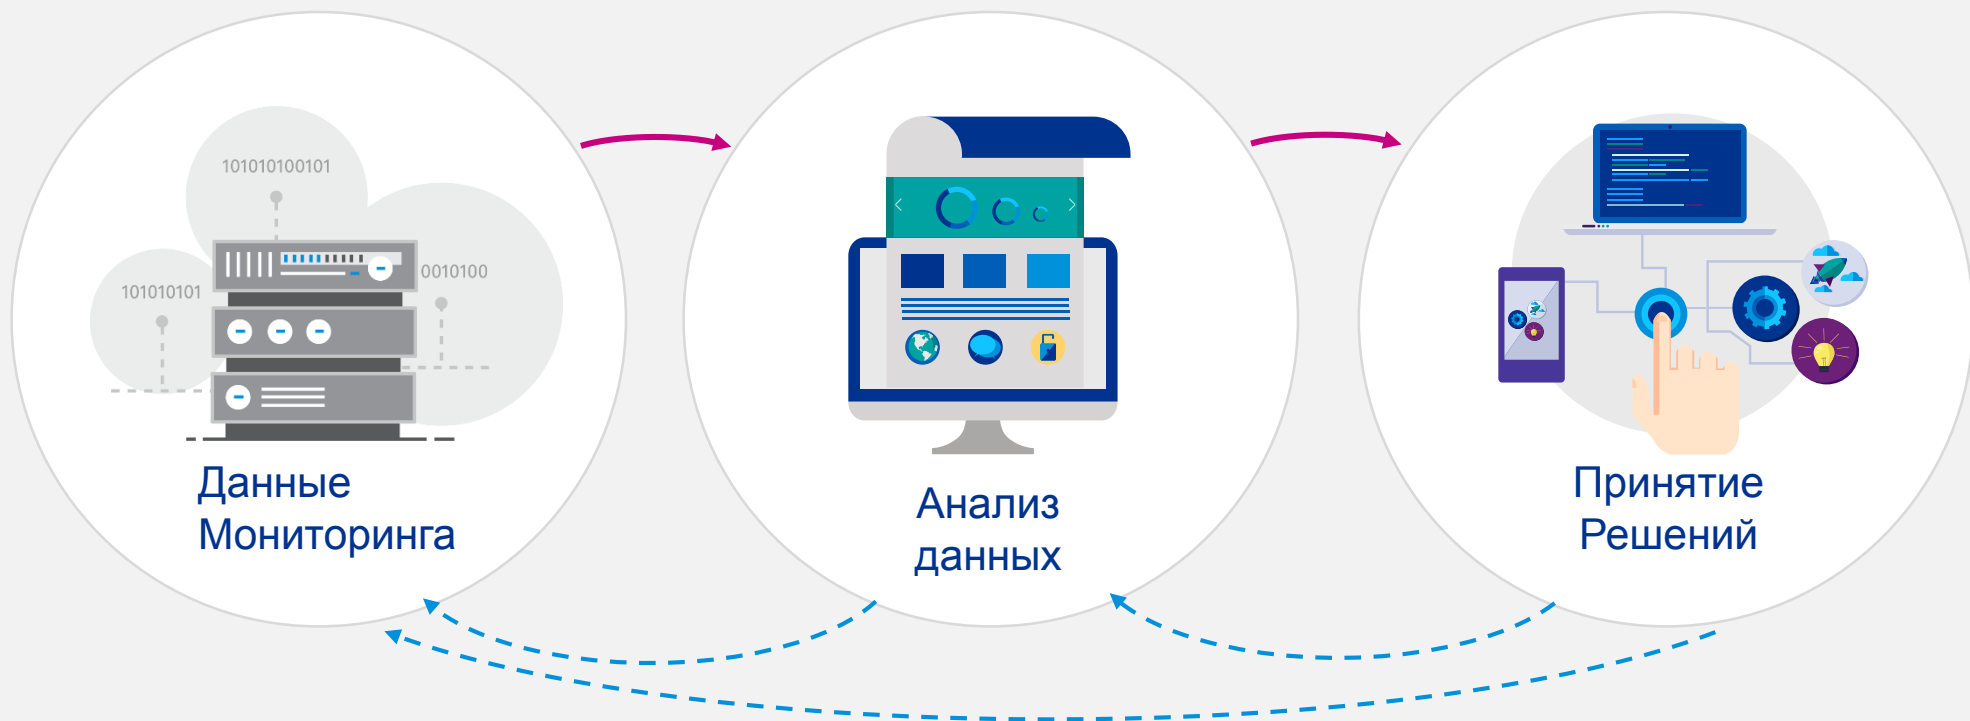 101010100101
0010100
101010101
Данные
Мониторинга
Анализ
данных
Принятие
Решений